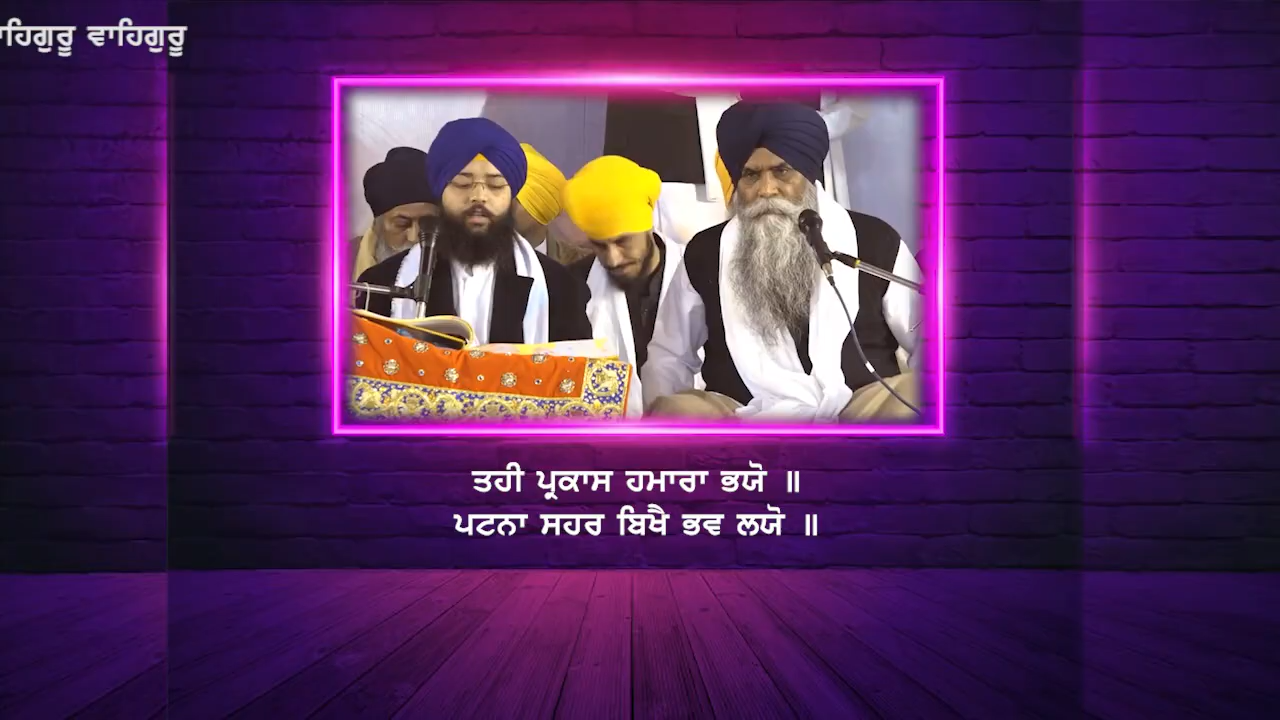 ਵਾਹਿਗੁਰੂ ਵਾਹਿਗੁਰੂ
ਤਹੀ ਪ੍ਰਕਾਸ ਹਮਾਰਾ ਭਯੋ ॥
ਪਟਨਾ ਸਹਰ ਬਿਖੈ ਭਵ ਲਯੋ ॥